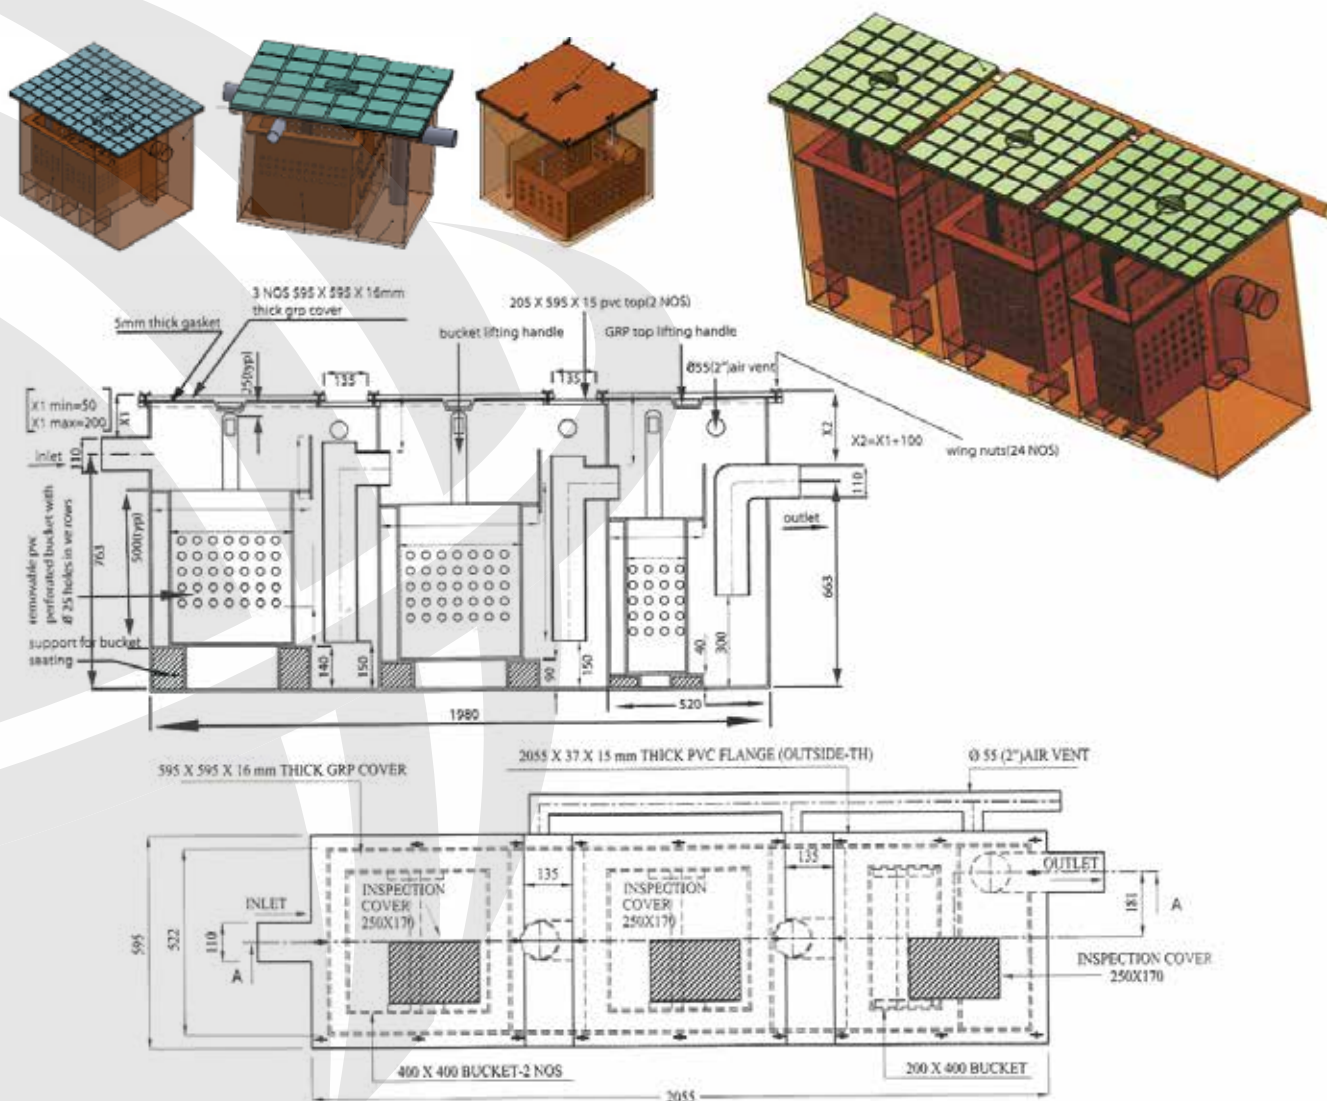 3 NOS 595 X 595 X 16mm
thick grp cover
205 X 595 X 15 pvc top(2 NOS)
5mm thick gasket
bucket lifting handle
GRP top lifting handle
25(typ)
135
135
Ø55(2")air vent
X1 min=50
X1 max=200
X1
X2
X2=X1+100
wing nuts(24 NOS)
inlet
110
110
outlet
removable pvc
perforated bucket with
Ø 25 holes in ve rows
763
500(typ)
663
support for bucket
seating
140
150
90
150
40
300
520
1980
595 X 595 X 16 mm THICK GRP COVER
2055 X 37 X 15 mm THICK PVC FLANGE (OUTSIDE-TH)
Ø 55 (2")AIR VENT
INLET
INSPECTION
COVER
250X170
135
INSPECTION
COVER
250X170
135
OUTLET
595
522
110
A
181
A
INSPECTION COVER
250X170
400 X 400 BUCKET-2 NOS
200 X 400 BUCKET
2055